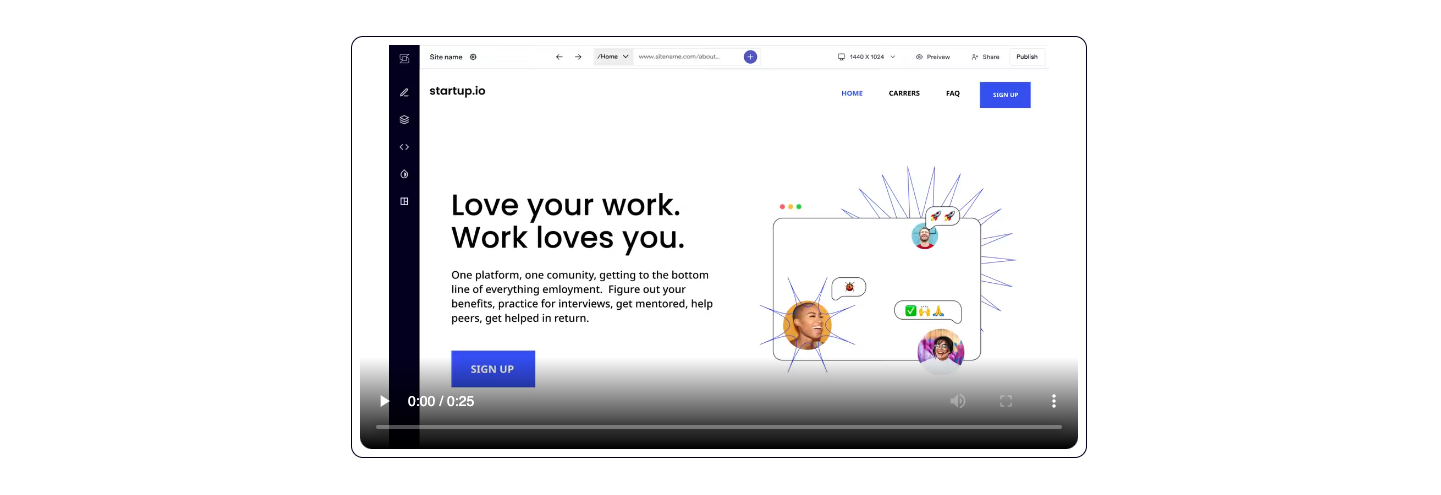 Site name
/Home
www.sitename.com/about...
1440 X 1024
Preivew
Share
Publish
startup.io
HOME
CARRERS
FAQ
SIGN UP
Love your work.
Work loves you.
One platform, one comunity, getting to the bottom
line of everything emloyment. Figure out your
benefits, practice for interviews, get mentored, help
peers, get helped in return.
SIGN UP
0:00 / 0:25